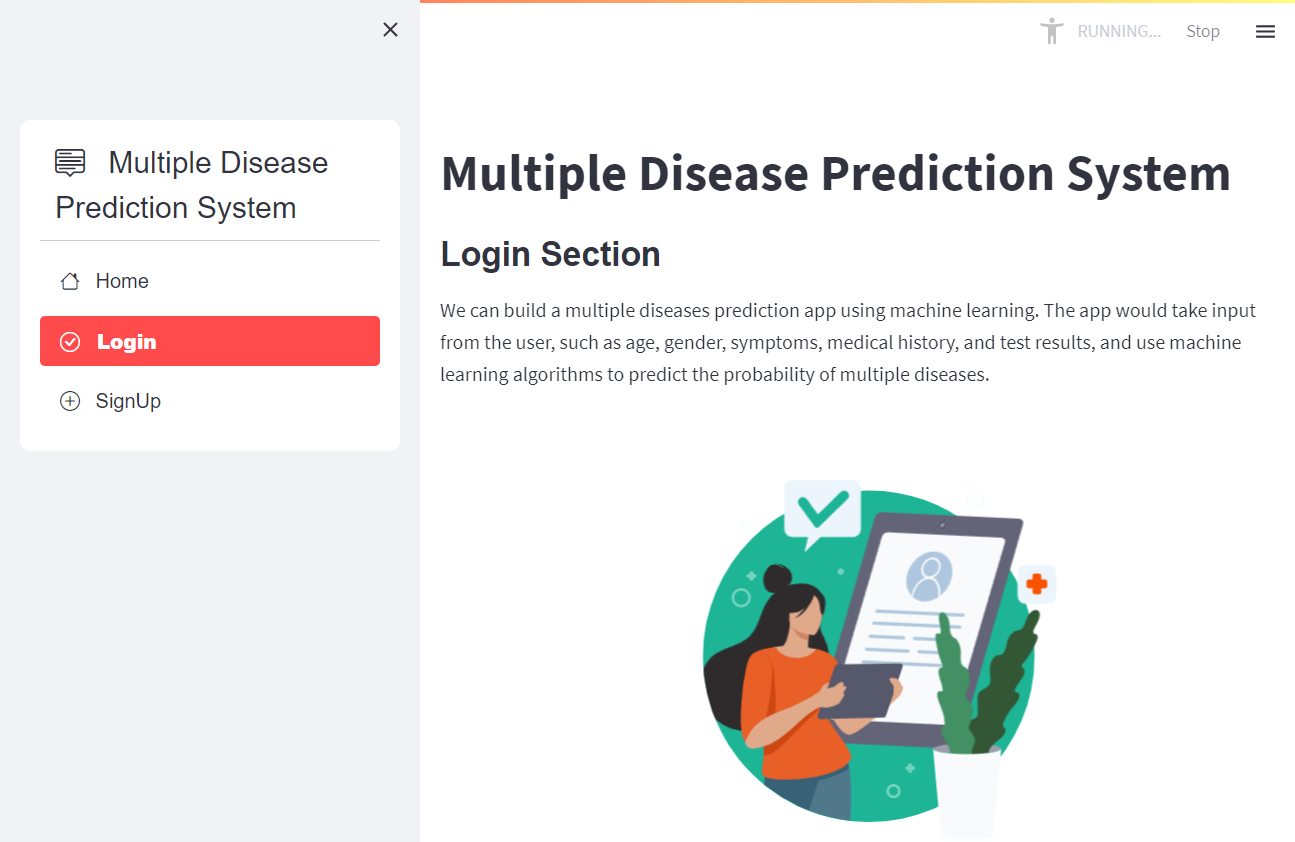 RUNNING... Stop
Multiple Disease
Prediction System
Home
Login
SignUp
Multiple Disease Prediction System
Login Section
We can build a multiple diseases prediction app using machine learning. The app would take input
from the user, such as age, gender, symptoms, medical history, and test results, and use machine
learning algorithms to predict the probability of multiple diseases.